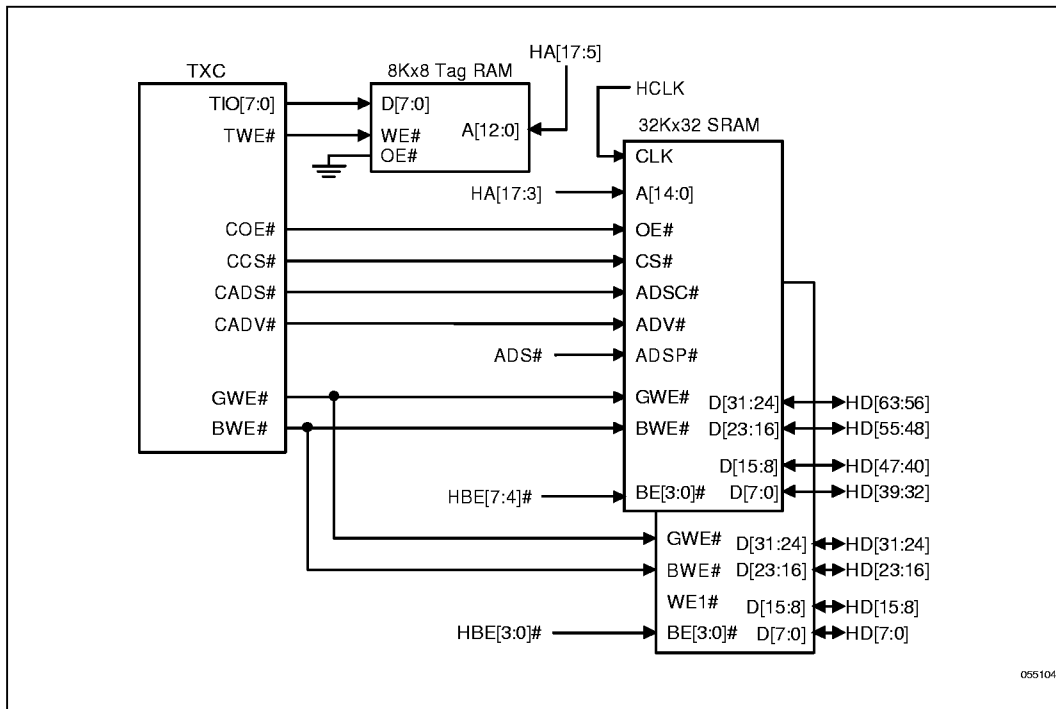 HA[17:5]
TXC
8Kx8 Tag RAM
HCLK
TIO[7:0]
D[7:0]
TWE#
WE#
A[12:0]
OE#
32Kx32 SRAM
CLK
HA[17:3]
A[14:0]
COE#
OE#
CCS#
CS#
CADS#
ADSC#
CADV#
ADV#
ADS#
ADSP#
GWE#
GWE#
D[31:24]
HD[63:56]
BWE#
BWE#
D[23:16]
HD[55:48]
D[15:8]
HD[47:40]
HBE[7:4]#
BE[3:0]#
D[7:0]
HD[39:32]
GWE#
D[31:24]
HD[31:24]
BWE#
D[23:16]
HD[23:16]
WE1#
D[15:8]
HD[15:8]
HBE[3:0]#
BE[3:0]#
D[7:0]
HD[7:0]
055104